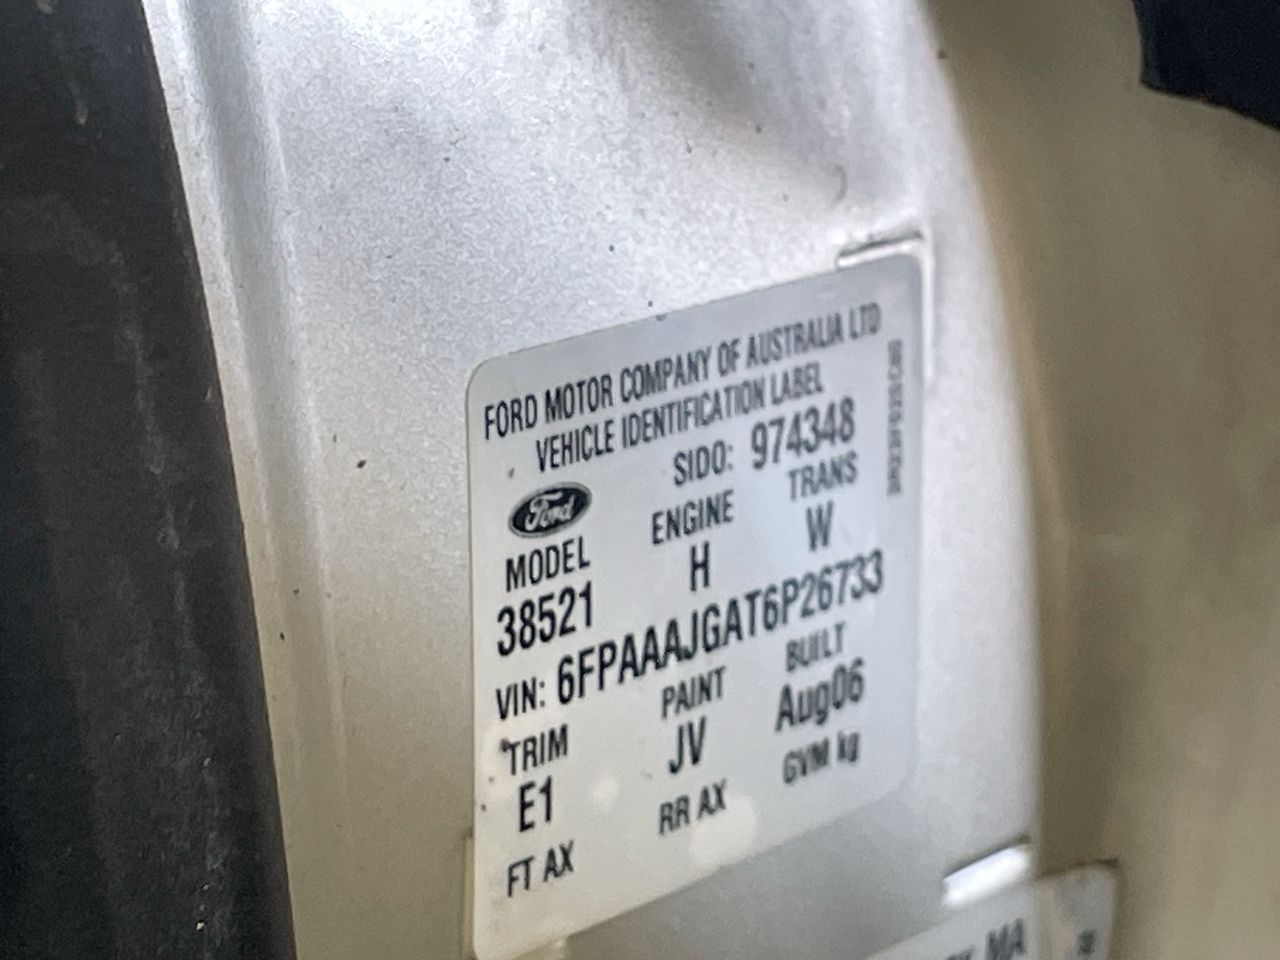 FORD MOTOR COMPANY OF AUSTRALIA LTD
VEHICLE IDENTIFICATION LABEL
SIDO: 974348
Ford
MODEL ENGINE TRANS
38521 H W
VIN: 6FPAAAJGAT6P26733
TRIM PAINT BUILT
E1 JV Aug06
FT AX RR AX GVM kg
MA